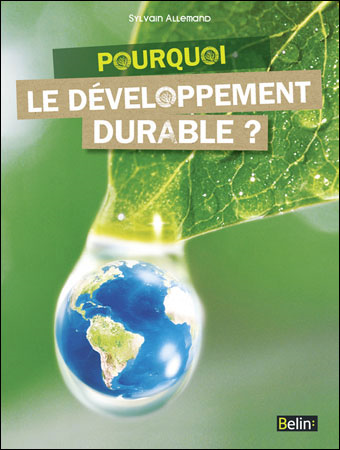 Sylvain Allemand
POURQUOI
LE DÉVELOPPEMENT
DURABLE ?
Belin: